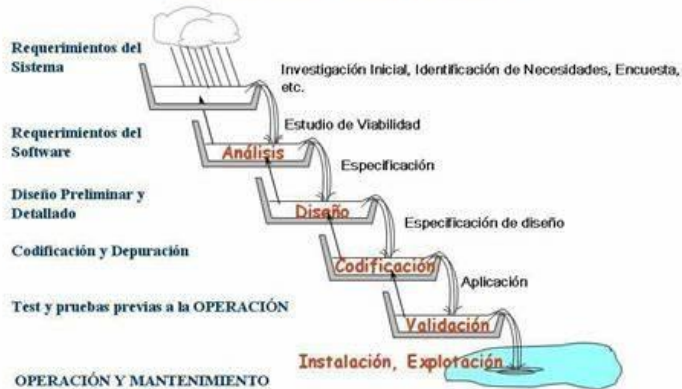 Requerimientos del
Sistema
Investigación Inicial, Identificación de Necesidades, Encuesta,
etc.
Estudio de Viabilidad
Requerimientos del
Software
Análisis
Especificación
Diseño Preliminar y
Detallado
Diseño
Especificación de diseño
Codificación y Depuración
Codificación
Aplicación
Test y pruebas previas a la OPERACIÓN
Validación
Instalación, Explotación
OPERACIÓN Y MANTENIMIENTO